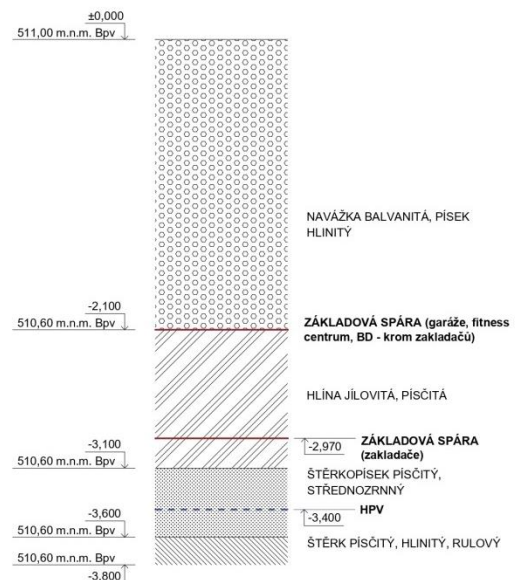 ±0,000
511,00 m.n.m. Bpv
NAVÁŽKA BALVANITÁ, PÍSEK
HLINITÝ
-2,100
510,60 m.n.m. Bpv
ZÁKLADOVÁ SPÁRA (garáže, fitness
centrum, BD - krom zakladačů)
HLÍNA JÍLOVITÁ, PÍSČITÁ
-2,970
ZÁKLADOVÁ SPÁRA
(zakladače)
-3,100
510,60 m.n.m. Bpv
ŠTĚRKOPÍSEK PÍSČITÝ,
STŘEDNOZRNNÝ
HPV
-3,400
-3,600
510,60 m.n.m. Bpv
ŠTĚRK PÍSČITÝ, HLINITÝ, RULOVÝ
510,60 m.n.m. Bpv
-3,800